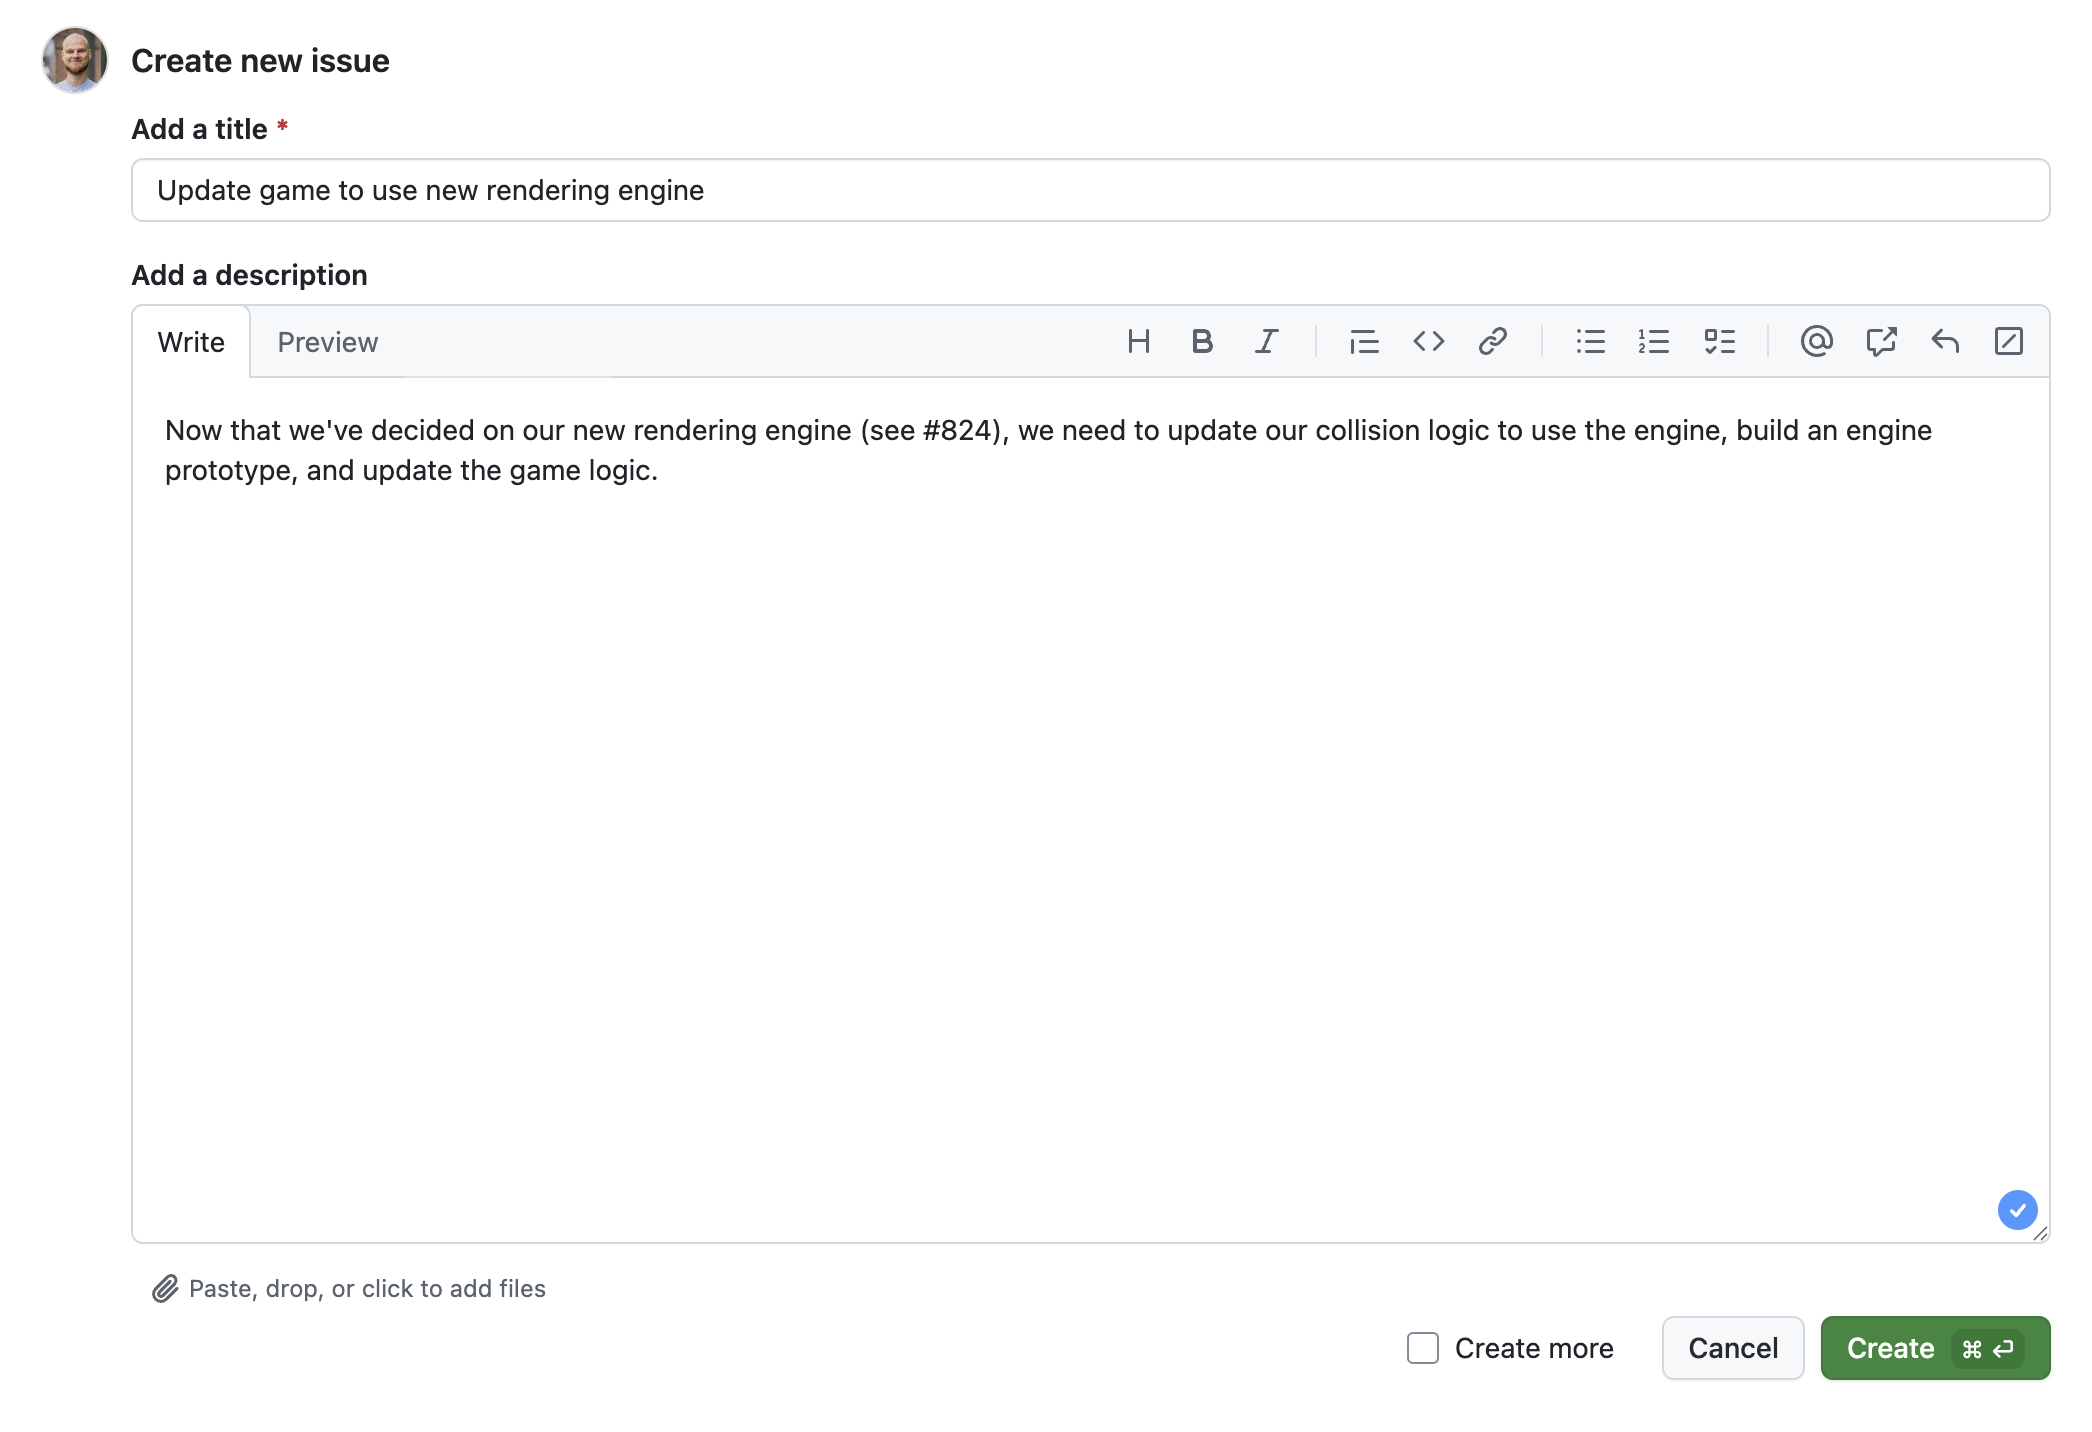 Create new issue
Add a title *
Update game to use new rendering engine
Add a description
Write Preview
Now that we've decided on our new rendering engine (see #824), we need to update our collision logic to use the engine, build an engine
prototype, and update the game logic.
Paste, drop, or click to add files
Create more Cancel Create ⌘ ↵